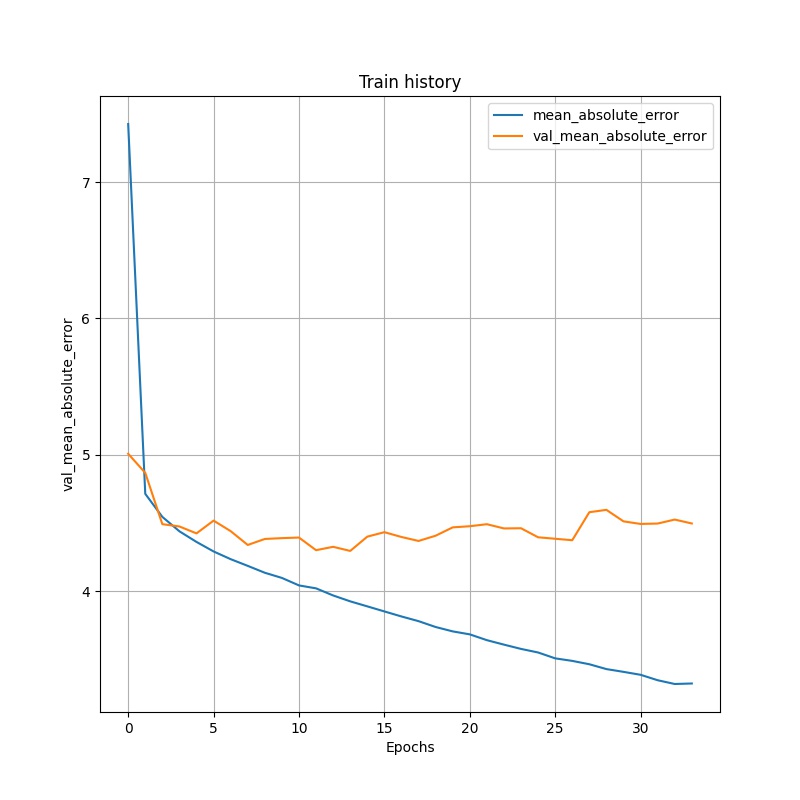 Train history
mean_absolute_error
val_mean_absolute_error
val_mean_absolute_error
7
6
5
4
0 5 10 15 20 25 30
Epochs